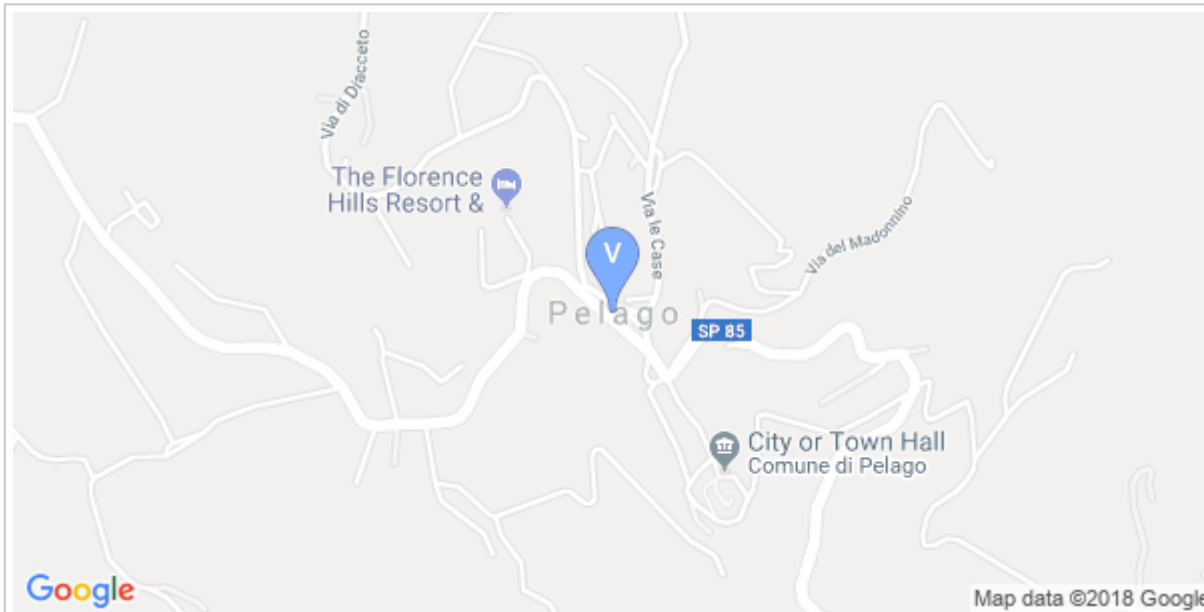 Via di Diacceto
The Florence
Hills Resort &
Via le Case
Via del Madonnino
V
Pelago
SP 85
City or Town Hall
Comune di Pelago
Google
Map data ©2018 Google